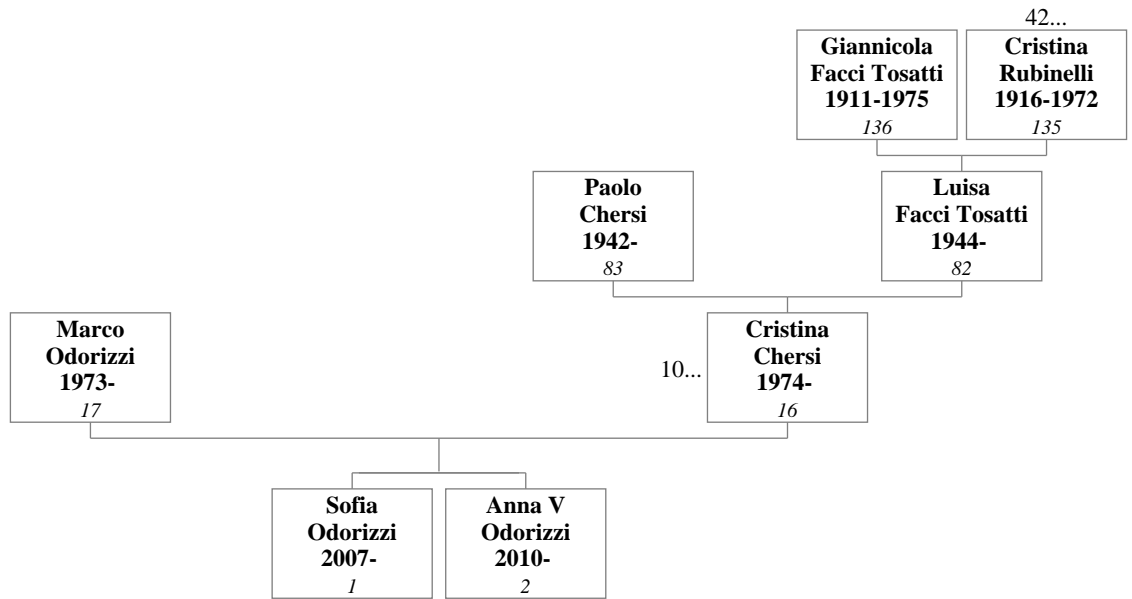 42...
Giannicola
Facci Tosatti
1911-1975
136
Cristina
Rubinelli
1916-1972
135
Paolo
Chersi
1942-
83
Luisa
Facci Tosatti
1944-
82
Marco
Odorizzi
1973-
17
10...
Cristina
Chersi
1974-
16
Sofia
Odorizzi
2007-
1
Anna V
Odorizzi
2010-
2